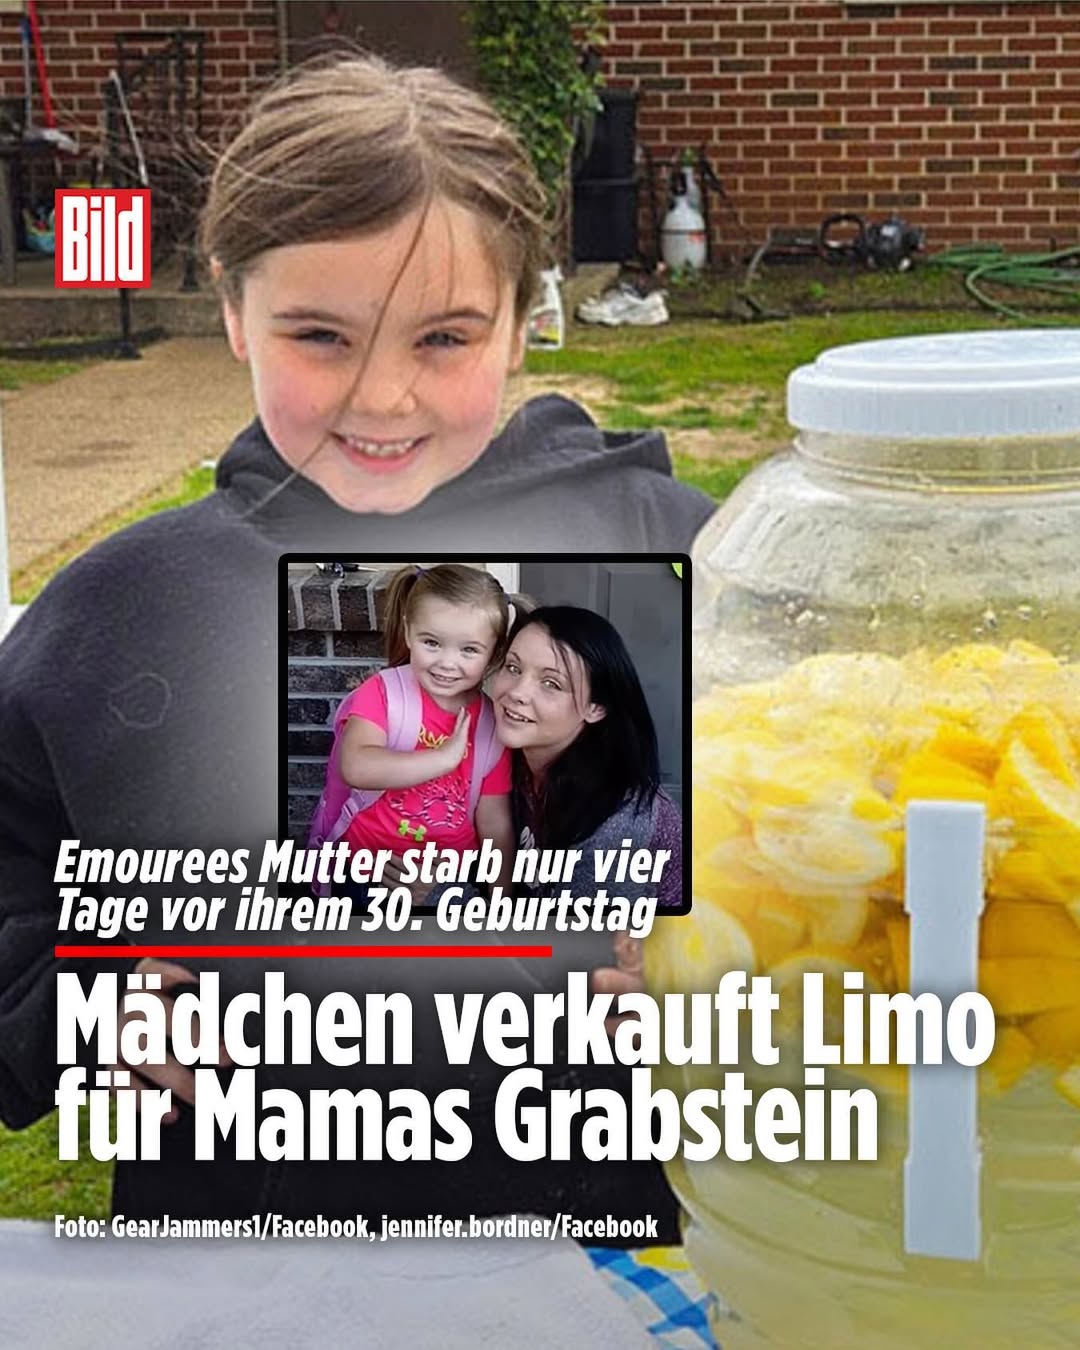 Bild
Emourees Mutter starb nur vier
Tage vor ihrem 30. Geburtstag
Mädchen verkauft Limo
für Mamas Grabstein
Foto: GearJammers1/Facebook, jennifer.bordner/Facebook